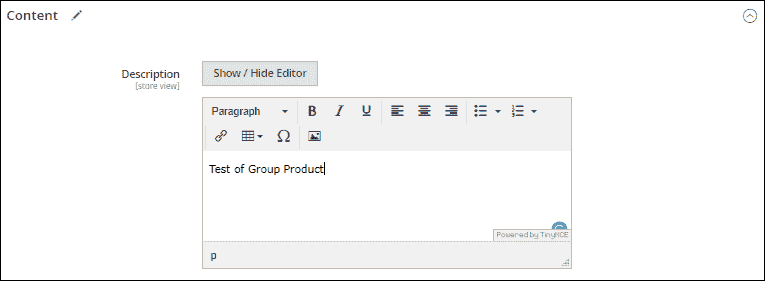 Content
Description
[store view]
Show / Hide Editor
Paragraph B I U
Ω
Test of Group Product
Powered by TinyMCE
p